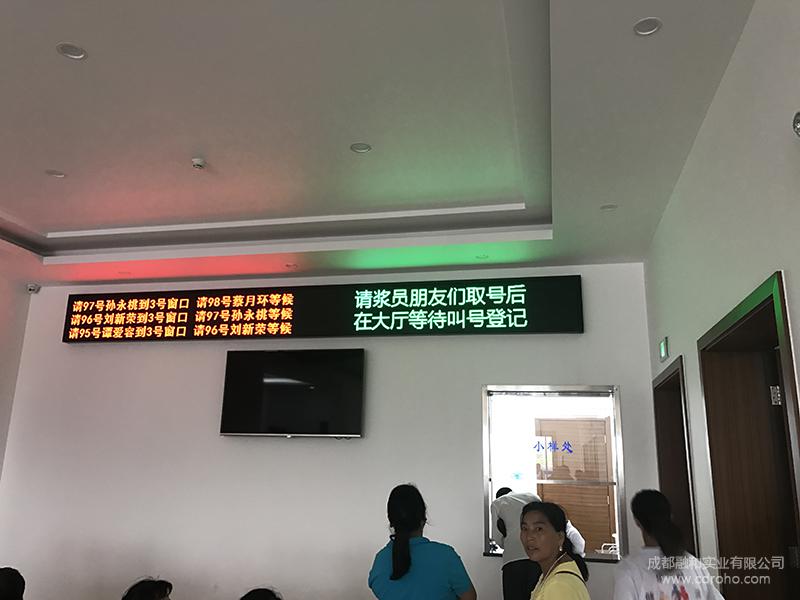 请97号孙永桃到3号窗口 请98号蔡月环等候
请96号刘新荣到3号窗口 请97号孙永桃等候
请95号谭爱容到3号窗口 请96号刘新荣等候
请浆员朋友们取号后
在大厅等待叫号登记
小样处
成都融和实业有限公司
www.coroho.com